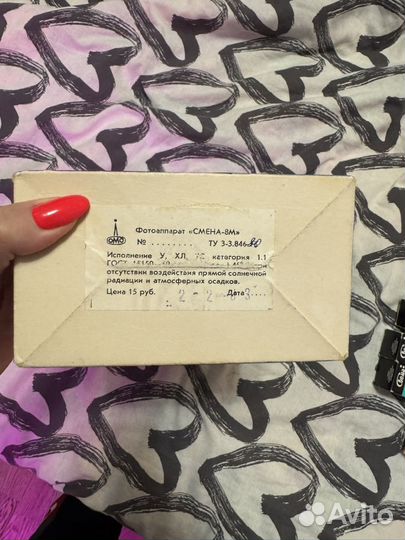 ЛОМО
Фотоаппарат «СМЕНА-8М»
№ ........ ТУ 3-3.846-80
Исполнение У, ХЛ, категория 1.1
ГОСТ 15150
отсутствии воздействия прямой солнечной
радиации и атмосферных осадков.
Цена 15 руб. Дата
Avito